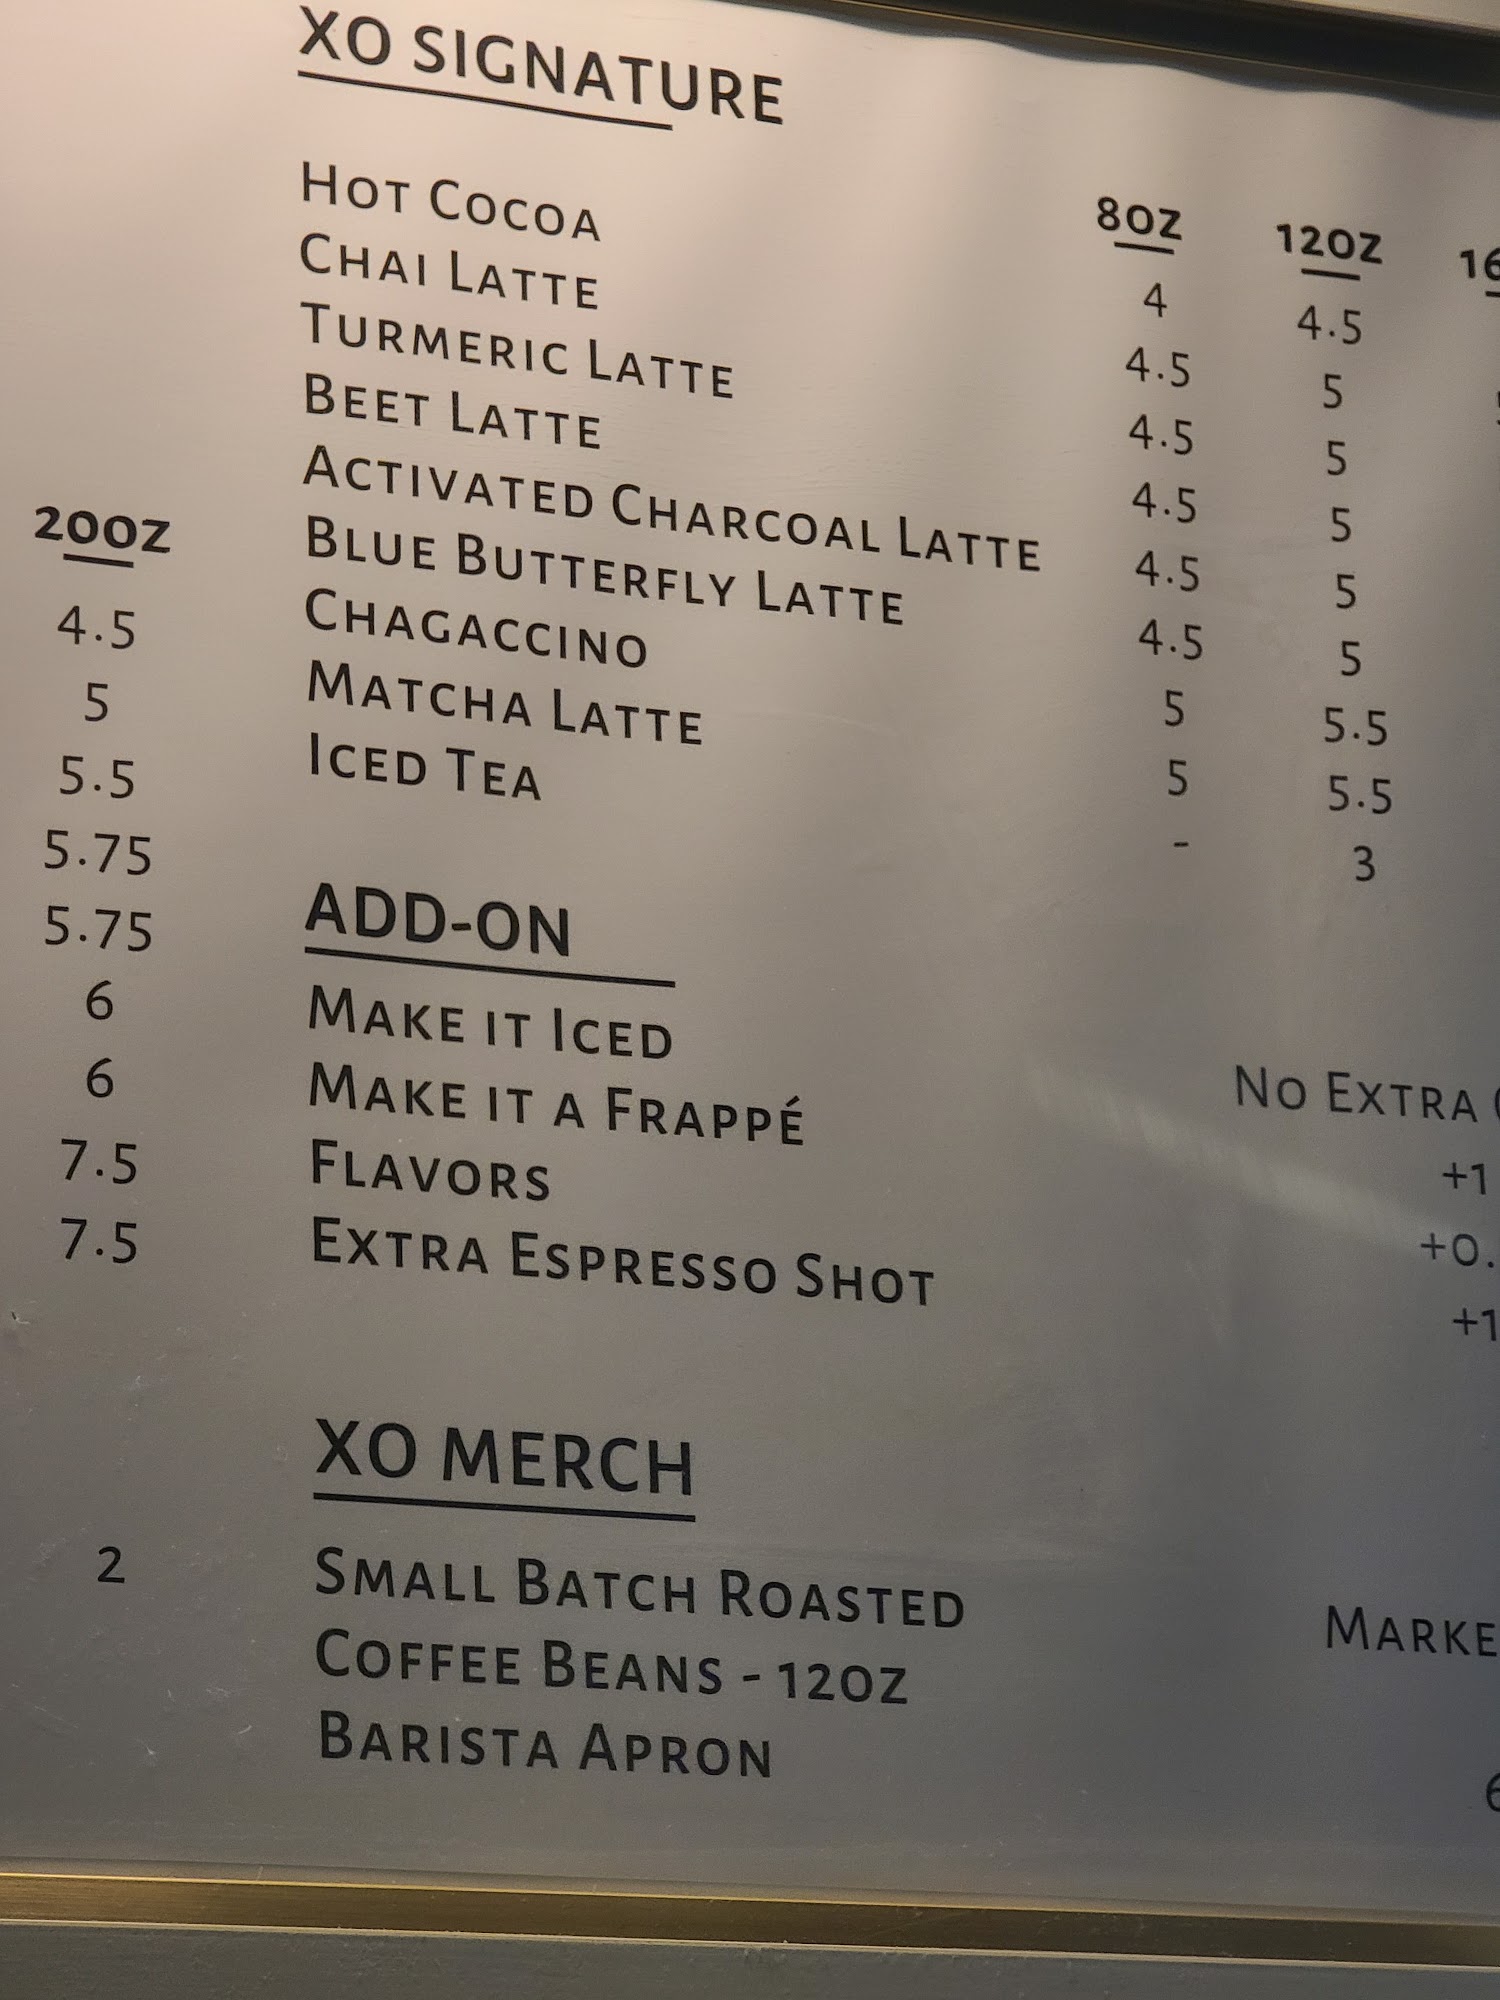 XO SIGNATURE
8OZ 12OZ
HOT COCOA 4 4.5
CHAI LATTE 4.5 5
TURMERIC LATTE 4.5 5
BEET LATTE 4.5 5
ACTIVATED CHARCOAL LATTE 4.5 5
BLUE BUTTERFLY LATTE 4.5 5
CHAGACCINO 5 5.5
MATCHA LATTE 5 5.5
ICED TEA - 3
ADD-ON
MAKE IT ICED NO EXTRA
MAKE IT A FRAPPÉ +1
FLAVORS +0.
EXTRA ESPRESSO SHOT +1
XO MERCH
SMALL BATCH ROASTED
COFFEE BEANS - 12OZ
BARISTA APRON
20OZ
4.5
5
5.5
5.75
5.75
6
6
7.5
7.5
2